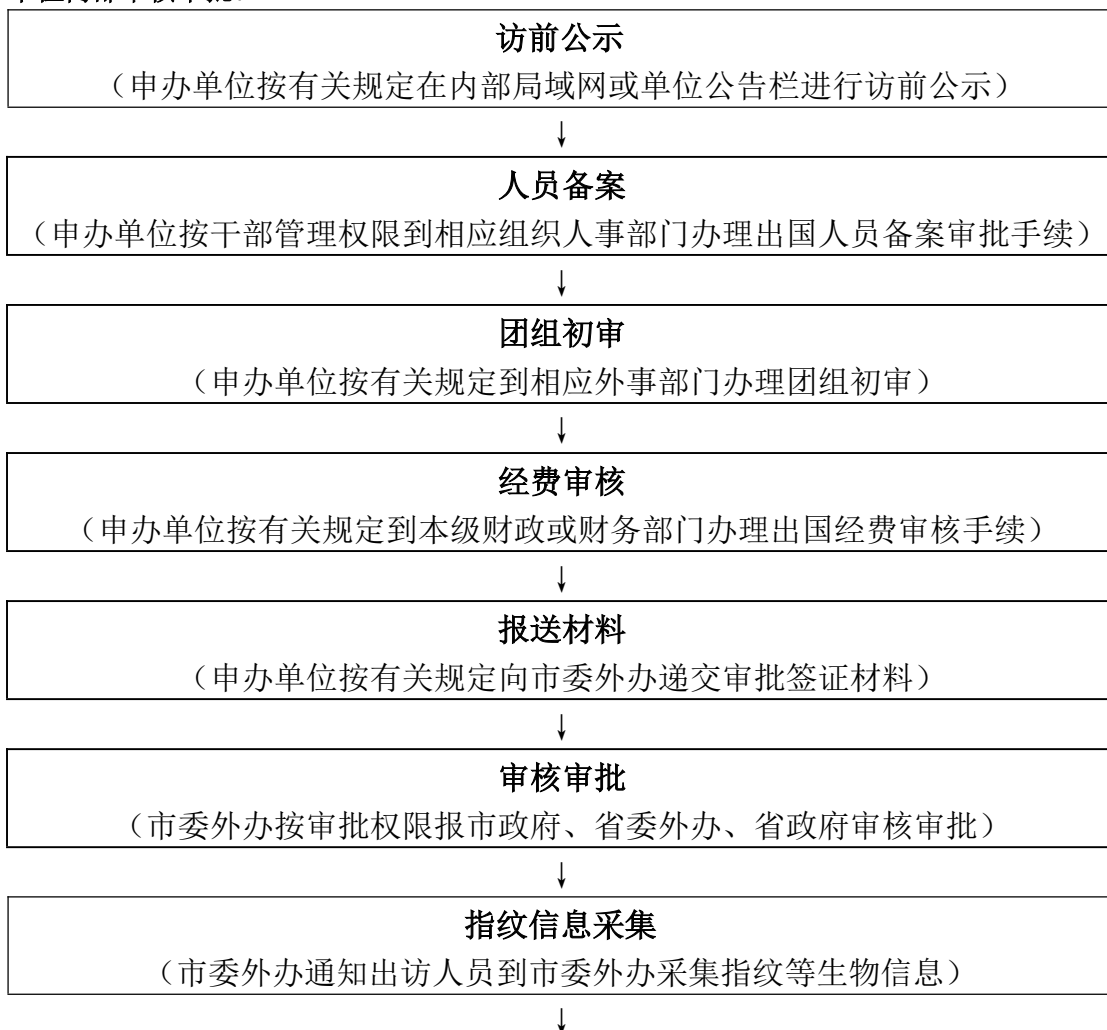 访前公示
（申办单位按有关规定在内部局域网或单位公告栏进行访前公示）
↓
人员备案
（申办单位按干部管理权限到相应组织人事部门办理出国人员备案审批手续）
↓
团组初审
（申办单位按有关规定到相应外事部门办理团组初审）
↓
经费审核
（申办单位按有关规定到本级财政或财务部门办理出国经费审核手续）
↓
报送材料
（申办单位按有关规定向市委外办递交审批签证材料）
↓
审核审批
（市委外办按审批权限报市政府、省委外办、省政府审核审批）
↓
指纹信息采集
（市委外办通知出访人员到市委外办采集指纹等生物信息）
↓